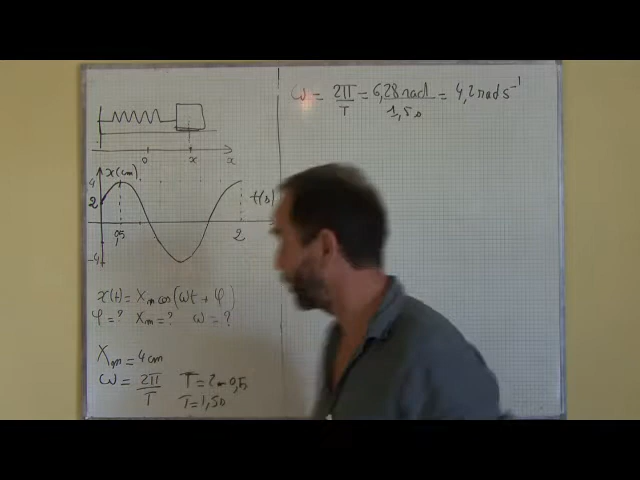 ω = 2π/T = 6,28 rad/1,5 s = 4,2 rad s⁻¹
0 x x
x(cm)
4
2
t(s)
0,5 2
-4
x(t) = Xm cos(ωt + φ)
φ = ? Xm = ? ω = ?
Xm = 4 cm
ω = 2π/T T = 2 - 0,5
T = 1,5 s